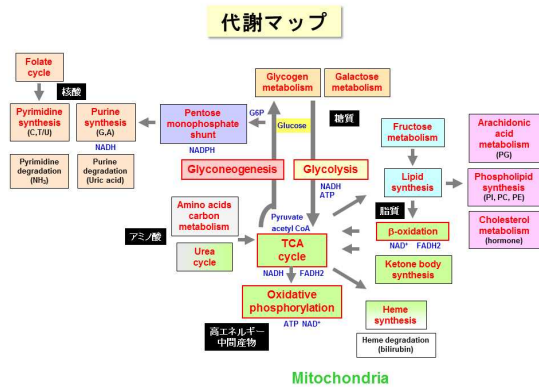 代謝マップ
Folate
cycle
核酸
Pyrimidine
synthesis
(C,T/U)
Purine
synthesis
(G,A)
NADH
Pyrimidine
degradation
(NH3)
Purine
degradation
(Uric acid)
Pentose
monophosphate
shunt
NADPH
G6P
Glycogen
metabolism
Galactose
metabolism
Glucose
糖質
Glyconeogenesis
Glycolysis
NADH
ATP
Fructose
metabolism
Lipid
synthesis
脂質
Arachidonic
acid
metabolism
(PG)
Phospholipid
synthesis
(PI, PC, PE)
Cholesterol
metabolism
(hormone)
β-oxidation
NAD+ FADH2
Ketone body
synthesis
Amino acids
carbon
metabolism
アミノ酸
Urea
cycle
Pyruvate
acetyl CoA
TCA
cycle
NADH FADH2
Oxidative
phosphorylation
ATP NAD+
高エネルギー
中間産物
Heme
synthesis
Heme degradation
(bilirubin)
Mitochondria